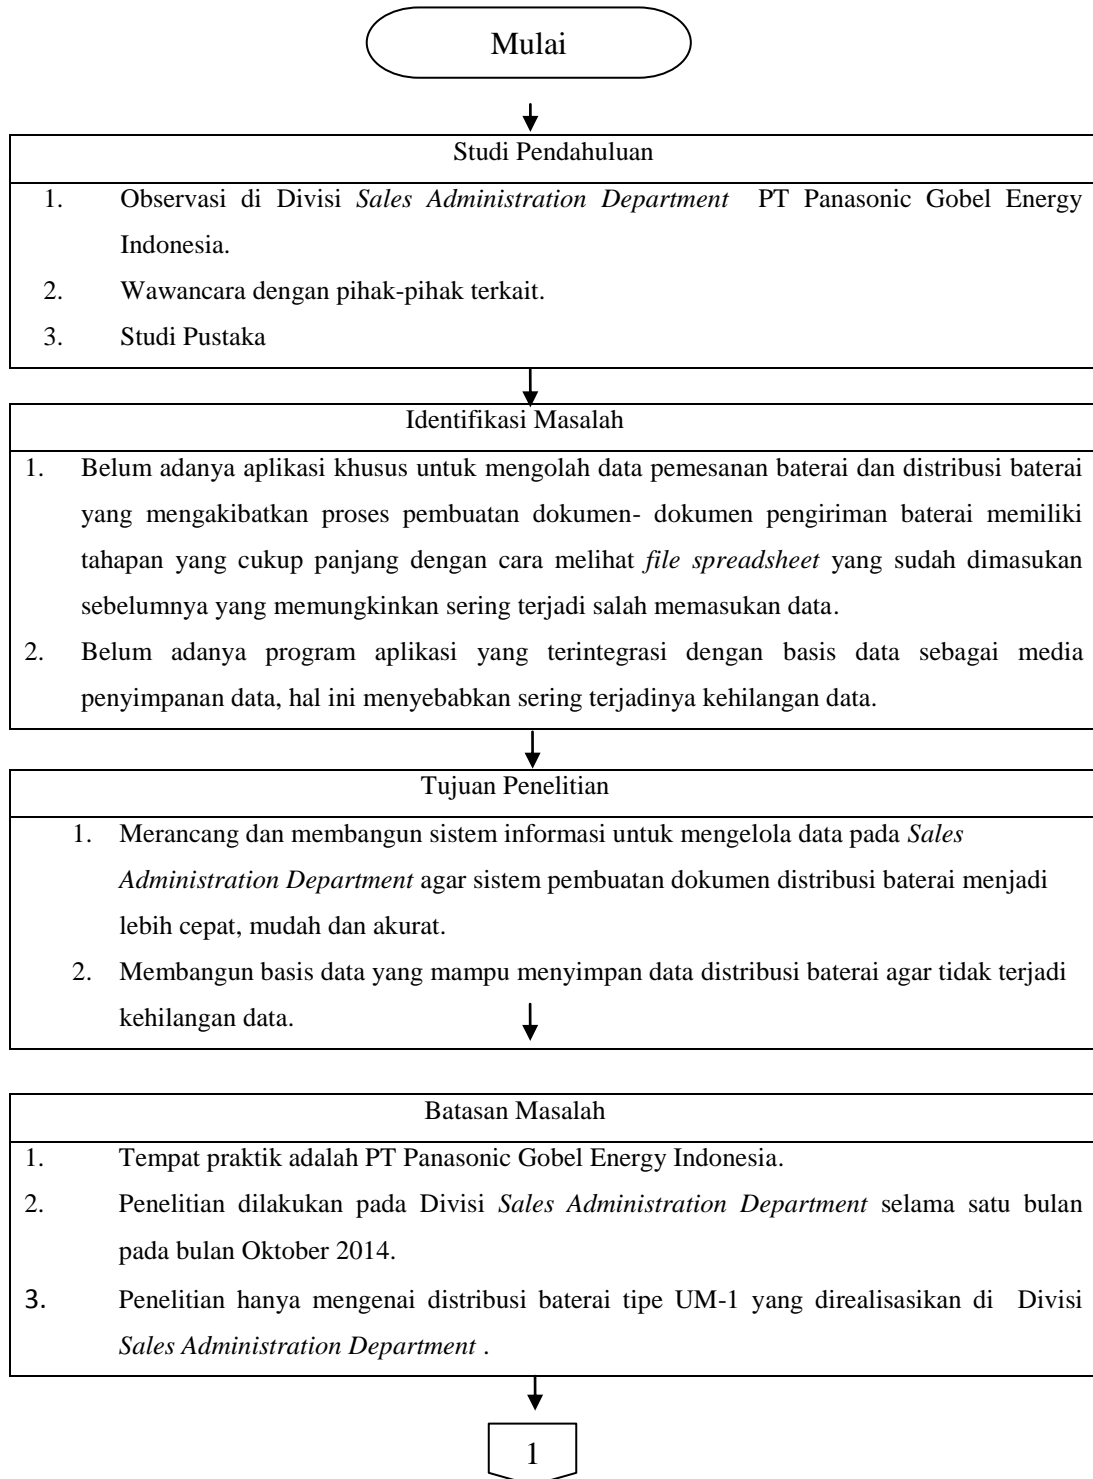 Mulai
Studi Pendahuluan
1. Observasi di Divisi Sales Administration Department PT Panasonic Gobel Energy
Indonesia.
2. Wawancara dengan pihak-pihak terkait.
3. Studi Pustaka
Identifikasi Masalah
1. Belum adanya aplikasi khusus untuk mengolah data pemesanan baterai dan distribusi baterai
yang mengakibatkan proses pembuatan dokumen- dokumen pengiriman baterai memiliki
tahapan yang cukup panjang dengan cara melihat file spreadsheet yang sudah dimasukan
sebelumnya yang memungkinkan sering terjadi salah memasukan data.
2. Belum adanya program aplikasi yang terintegrasi dengan basis data sebagai media
penyimpanan data, hal ini menyebabkan sering terjadinya kehilangan data.
Tujuan Penelitian
1. Merancang dan membangun sistem informasi untuk mengelola data pada Sales
Administration Department agar sistem pembuatan dokumen distribusi baterai menjadi
lebih cepat, mudah dan akurat.
2. Membangun basis data yang mampu menyimpan data distribusi baterai agar tidak terjadi
kehilangan data.
Batasan Masalah
1. Tempat praktik adalah PT Panasonic Gobel Energy Indonesia.
2. Penelitian dilakukan pada Divisi Sales Administration Department selama satu bulan
pada bulan Oktober 2014.
3. Penelitian hanya mengenai distribusi baterai tipe UM-1 yang direalisasikan di Divisi
Sales Administration Department .
1